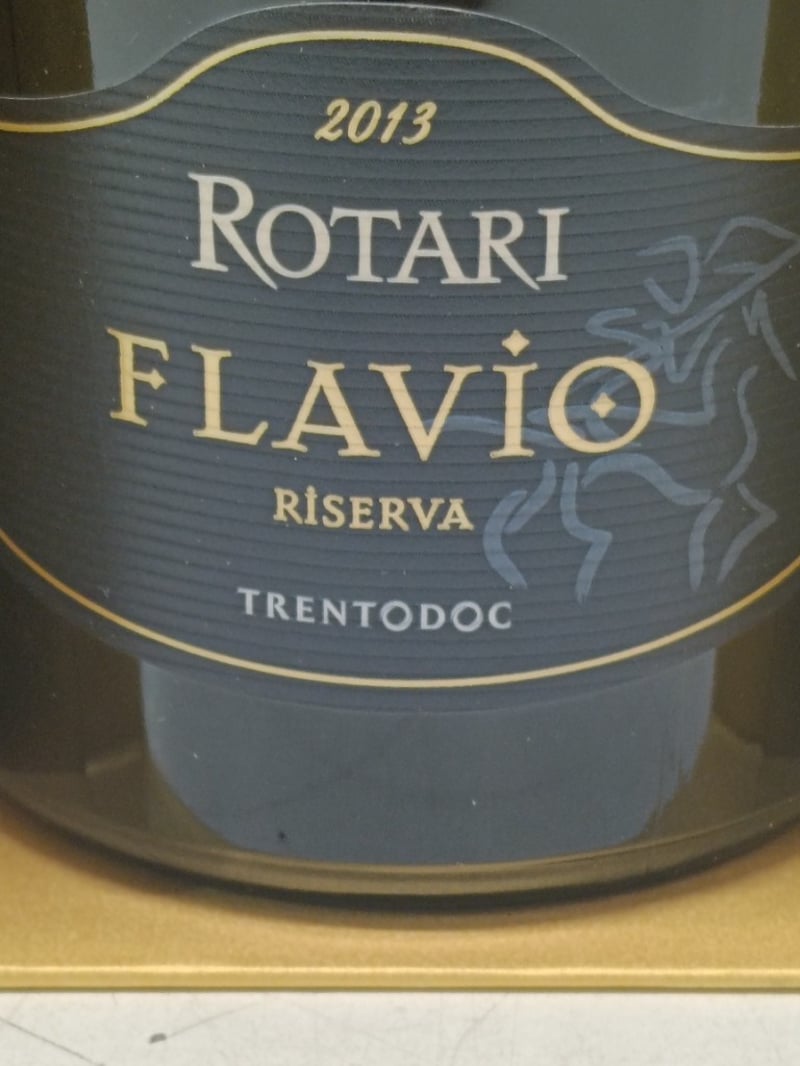 2013
ROTARI
FLAVIO
RISERVA
TRENTODOC